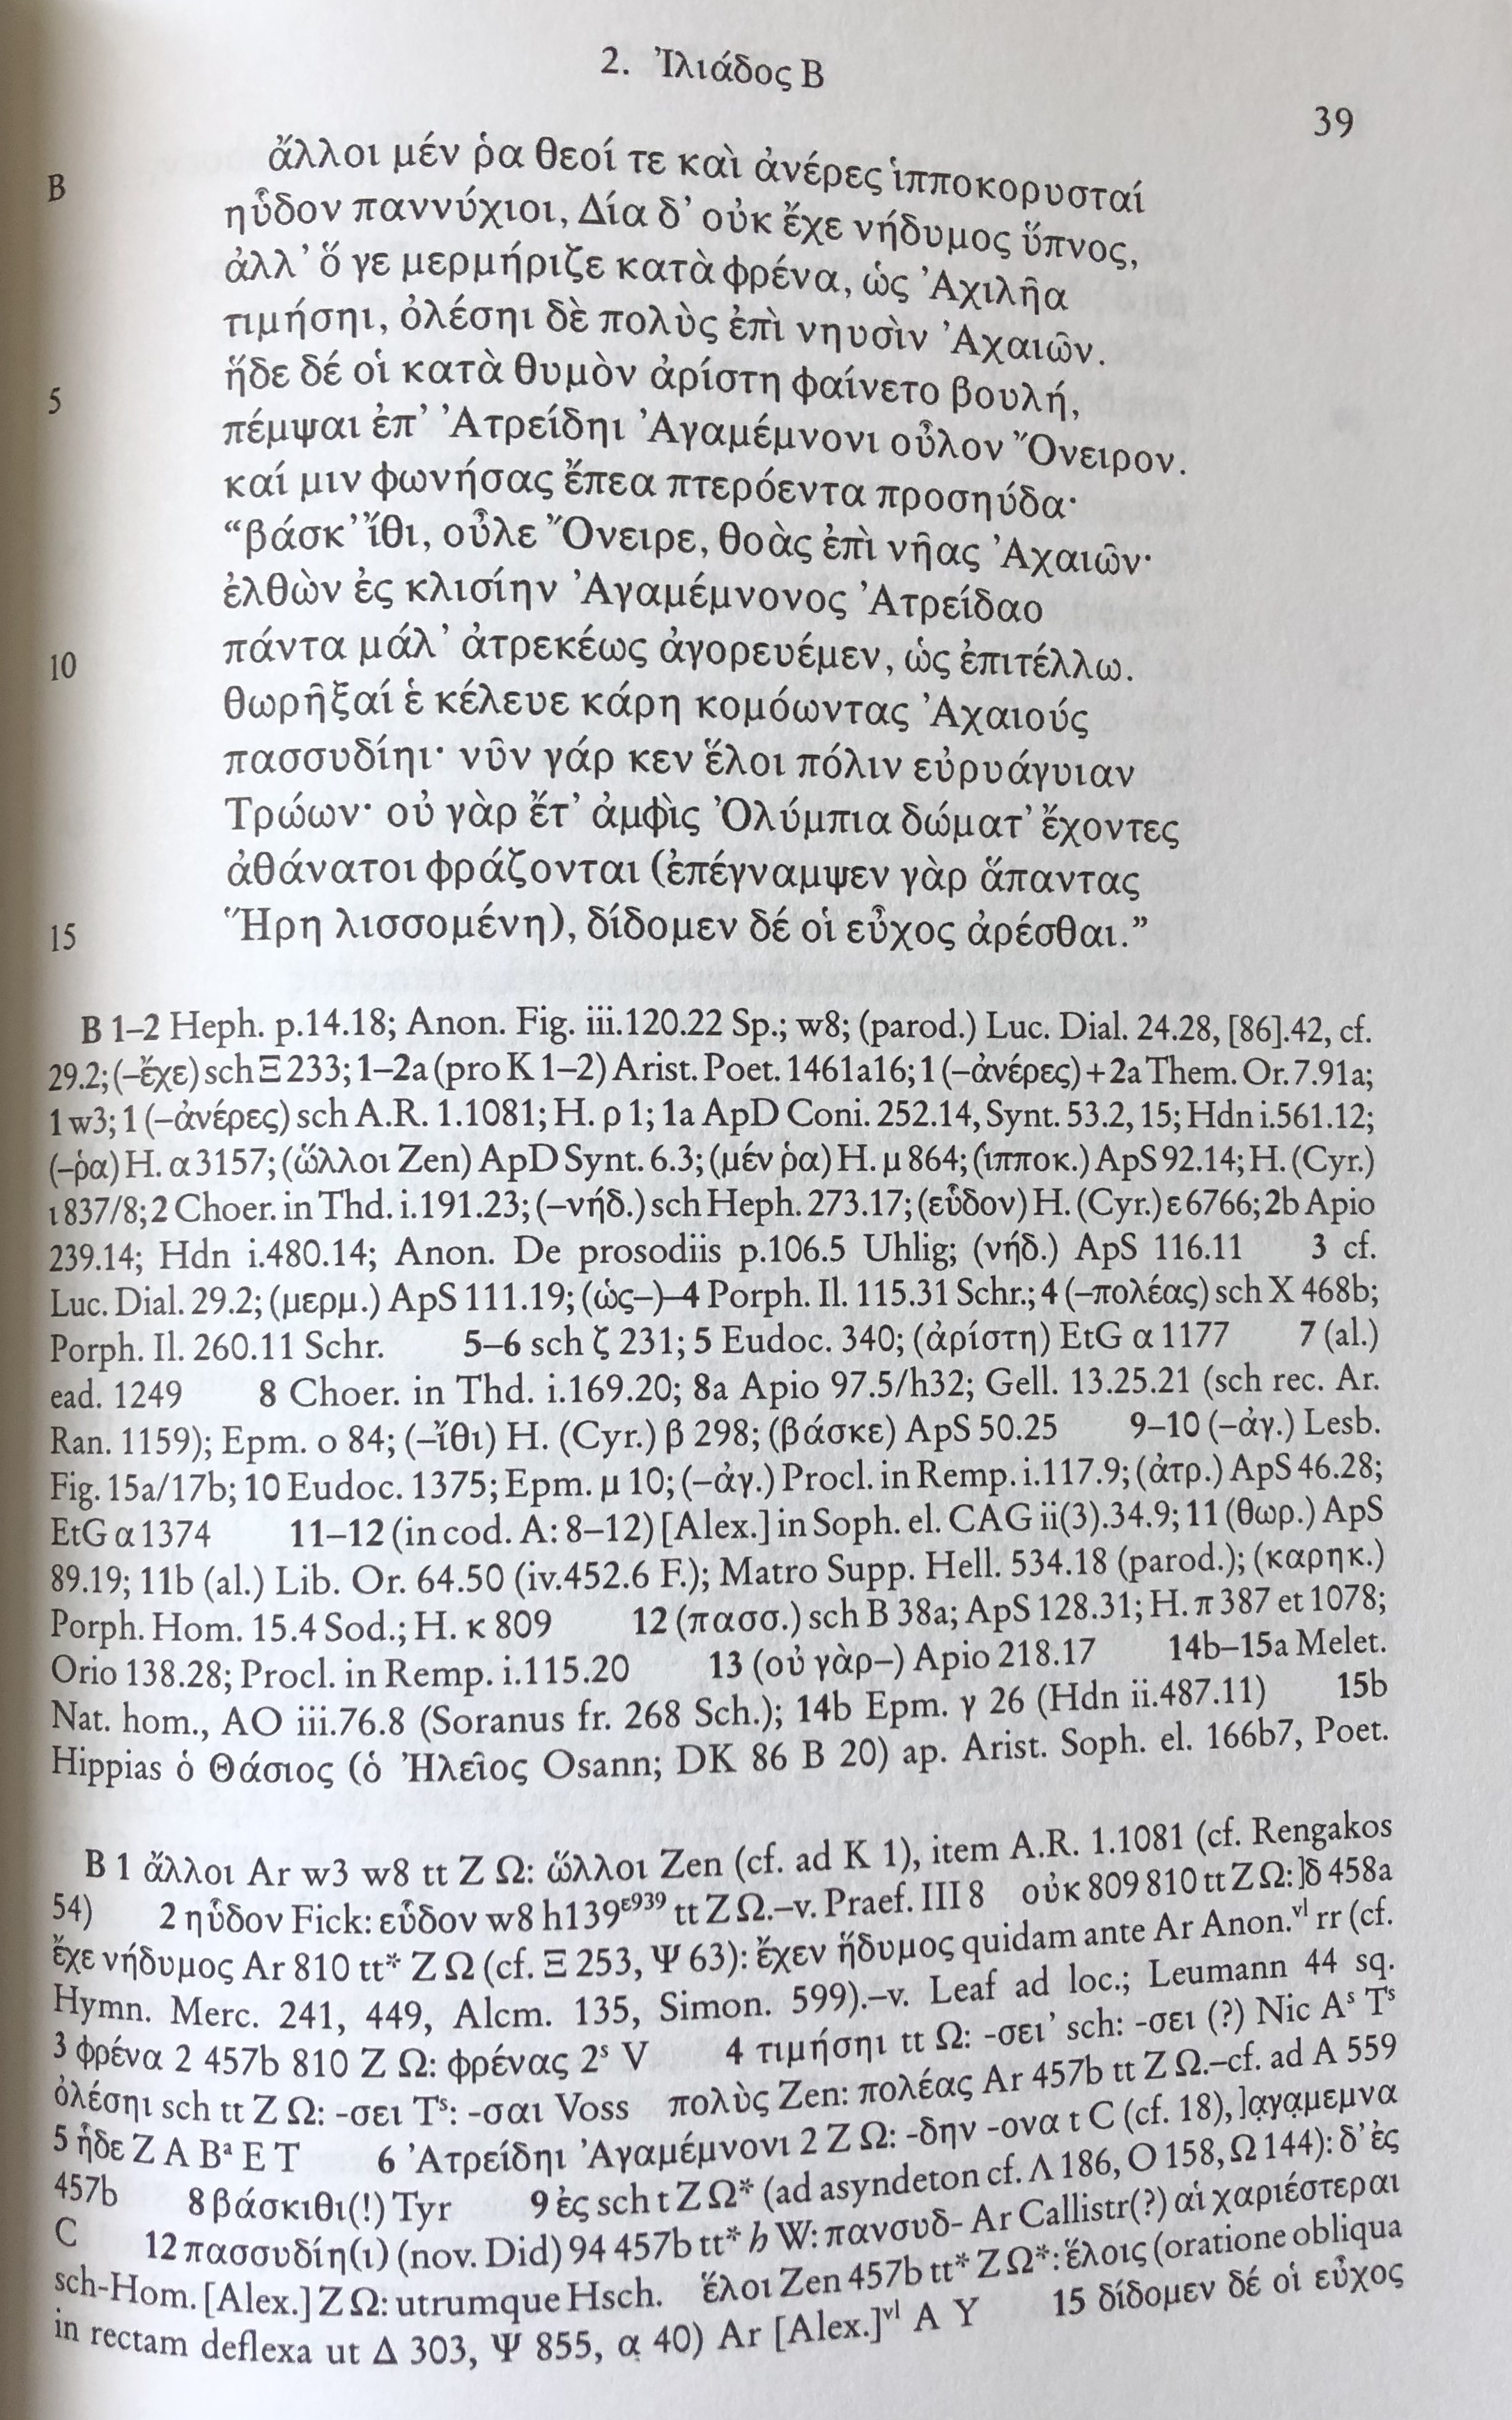 2. Ἰλιάδος Β
39
Β ἄλλοι μέν ῥα θεοί τε καὶ ἀνέρες ἱπποκορυσταί
ηὗδον παννύχιοι, Δία δ’ οὐκ ἔχε νήδυμος ὕπνος,
ἀλλ’ ὅ γε μερμήριζε κατὰ φρένα, ὡς Ἀχιλῆα
τιμήσηι, ὀλέσηι δὲ πολὺς ἐπὶ νηυσὶν Ἀχαιῶν.
5 ἥδε δέ οἱ κατὰ θυμὸν ἀρίστη φαίνετο βουλή,
πέμψαι ἐπ’ Ἀτρείδηι Ἀγαμέμνονι οὖλον Ὄνειρον.
καί μιν φωνήσας ἔπεα πτερόεντα προσηύδα·
“βάσκ’ ἴθι, οὖλε Ὄνειρε, θοὰς ἐπὶ νῆας Ἀχαιῶν·
ἐλθὼν ἐς κλισίην Ἀγαμέμνονος Ἀτρείδαο
10 πάντα μάλ’ ἀτρεκέως ἀγορευέμεν, ὡς ἐπιτέλλω.
θωρῆξαί ἑ κέλευε κάρη κομόωντας Ἀχαιούς
πασσυδίηι· νῦν γάρ κεν ἕλοι πόλιν εὐρυάγυιαν
Τρώων· οὐ γὰρ ἔτ’ ἀμφὶς Ὀλύμπια δώματ’ ἔχοντες
ἀθάνατοι φράζονται (ἐπέγναμψεν γὰρ ἅπαντας
15 Ἥρη λισσομένη), δίδομεν δέ οἱ εὖχος ἀρέσθαι.”
B 1–2 Heph. p.14.18; Anon. Fig. iii.120.22 Sp.; w8; (parod.) Luc. Dial. 24.28, [86].42, cf.
29.2; (–ἔχε) sch Ξ 233; 1–2a (pro K 1–2) Arist. Poet. 1461a16; 1 (–ἀνέρες) + 2a Them. Or. 7.91a;
1 w3; 1 (–ἀνέρες) sch A.R. 1.1081; H. ρ 1; 1a ApD Coni. 252.14, Synt. 53.2, 15; Hdn i.561.12;
(–ῥα) H. α 3157; (ὧλλοι Zen) ApD Synt. 6.3; (μέν ῥα) H. μ 864; (ἱπποκ.) ApS 92.14; H. (Cyr.)
ι 837/8; 2 Choer. in Thd. i.191.23; (–νήδ.) sch Heph. 273.17; (εὗδον) H. (Cyr.) ε 6766; 2b Apio
239.14; Hdn i.480.14; Anon. De prosodiis p.106.5 Uhlig; (νήδ.) ApS 116.11 3 cf.
Luc. Dial. 29.2; (μερμ.) ApS 111.19; (ὡς–)–4 Porph. Il. 115.31 Schr.; 4 (–πολέας) sch X 468b;
Porph. Il. 260.11 Schr. 5–6 sch ζ 231; 5 Eudoc. 340; (ἀρίστη) EtG α 1177 7 (al.)
ead. 1249 8 Choer. in Thd. i.169.20; 8a Apio 97.5/h32; Gell. 13.25.21 (sch rec. Ar.
Ran. 1159); Epm. ο 84; (–ἴθι) H. (Cyr.) β 298; (βάσκε) ApS 50.25 9–10 (–ἀγ.) Lesb.
Fig. 15a/17b; 10 Eudoc. 1375; Epm. μ 10; (–ἀγ.) Procl. in Remp. i.117.9; (ἀτρ.) ApS 46.28;
EtG α 1374 11–12 (in cod. A: 8–12) [Alex.] in Soph. el. CAG ii(3).34.9; 11 (θωρ.) ApS
89.19; 11b (al.) Lib. Or. 64.50 (iv.452.6 F.); Matro Supp. Hell. 534.18 (parod.); (καρηκ.)
Porph. Hom. 15.4 Sod.; H. κ 809 12 (πασσ.) sch B 38a; ApS 128.31; H. π 387 et 1078;
Orio 138.28; Procl. in Remp. i.115.20 13 (οὐ γὰρ–) Apio 218.17 14b–15a Melet.
Nat. hom., AO iii.76.8 (Soranus fr. 268 Sch.); 14b Epm. γ 26 (Hdn ii.487.11) 15b
Hippias ὁ Θάσιος (ὁ Ἠλεῖος Osann; DK 86 B 20) ap. Arist. Soph. el. 166b7, Poet.
B 1 ἄλλοι Ar w3 w8 tt Z Ω: ὧλλοι Zen (cf. ad K 1), item A.R. 1.1081 (cf. Rengakos
54) 2 ηὗδον Fick: εὗδον w8 h139ε939 tt Z Ω.–v. Praef. III 8 οὐκ 809 810 tt Z Ω: ]δ 458a
ἔχε νήδυμος Ar 810 tt* Z Ω (cf. Ξ 253, Ψ 63): ἔχεν ἥδυμος quidam ante Ar Anon.vl rr (cf.
Hymn. Merc. 241, 449, Alcm. 135, Simon. 599).–v. Leaf ad loc.; Leumann 44 sq.
3 φρένα 2 457b 810 Z Ω: φρένας 2s V 4 τιμήσηι tt Ω: -σει’ sch: -σει (?) Nic As Ts
ὀλέσηι sch tt Z Ω: -σει Ts: -σαι Voss πολὺς Zen: πολέας Ar 457b tt Z Ω.–cf. ad A 559
5 ἦδε Z A Ba E T 6 Ἀτρείδηι Ἀγαμέμνονι 2 Z Ω: -δην -ονα t C (cf. 18), ]α̣γα̣μεμνα
457b 8 βάσκιθι(!) Tyr 9 ἐς sch t Z Ω* (ad asyndeton cf. Λ 186, Ο 158, Ω 144): δ’ ἐς
C 12 πασσυδίη(ι) (nov. Did) 94 457b tt* h W: πανσυδ- Ar Callistr(?) αἱ χαριέστεραι
sch-Hom. [Alex.] Z Ω: utrumque Hsch. ἕλοι Zen 457b tt* Z Ω*: ἕλοις (oratione obliqua
in rectam deflexa ut Δ 303, Ψ 855, α 40) Ar [Alex.]vl A Y 15 δίδομεν δέ οἱ εὖχος